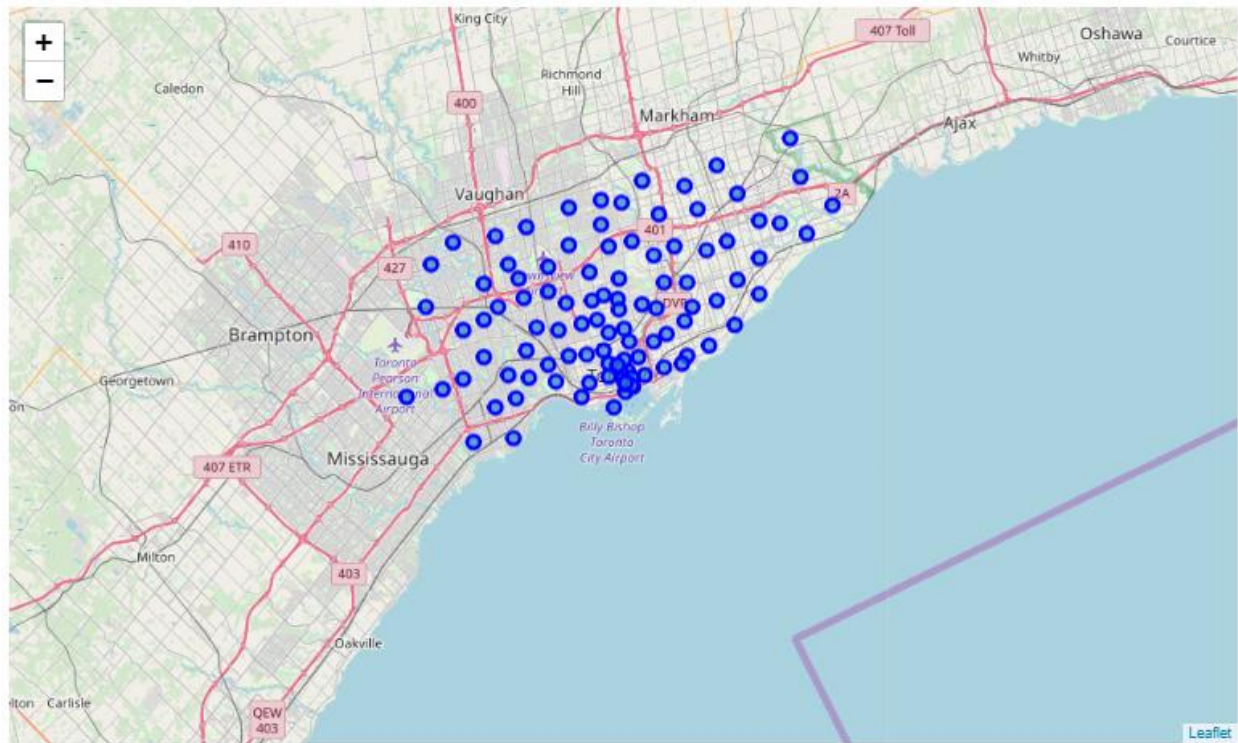 King City
407 Toll
Oshawa
Courtice
Whitby
+
−
Richmond
Hill
Caledon
400
Markham
Ajax
Vaughan
2A
401
410
427
DVP
Brampton
Toronto
Pearson
International
Airport
Georgetown
Billy Bishop
Toronto
City Airport
Mississauga
407 ETR
Milton
403
Oakville
Carlisle
QEW
403
Leaflet